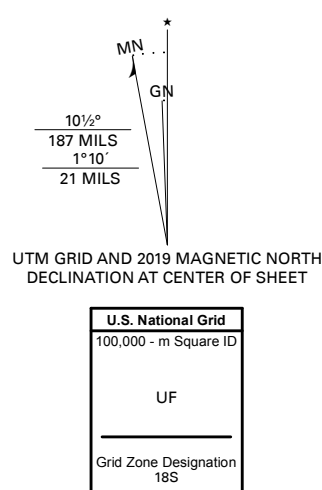 ★
MN
GN
10½°
187 MILS
1°10´
21 MILS
UTM GRID AND 2019 MAGNETIC NORTH
DECLINATION AT CENTER OF SHEET
U.S. National Grid
100,000 - m Square ID
UF
Grid Zone Designation
18S